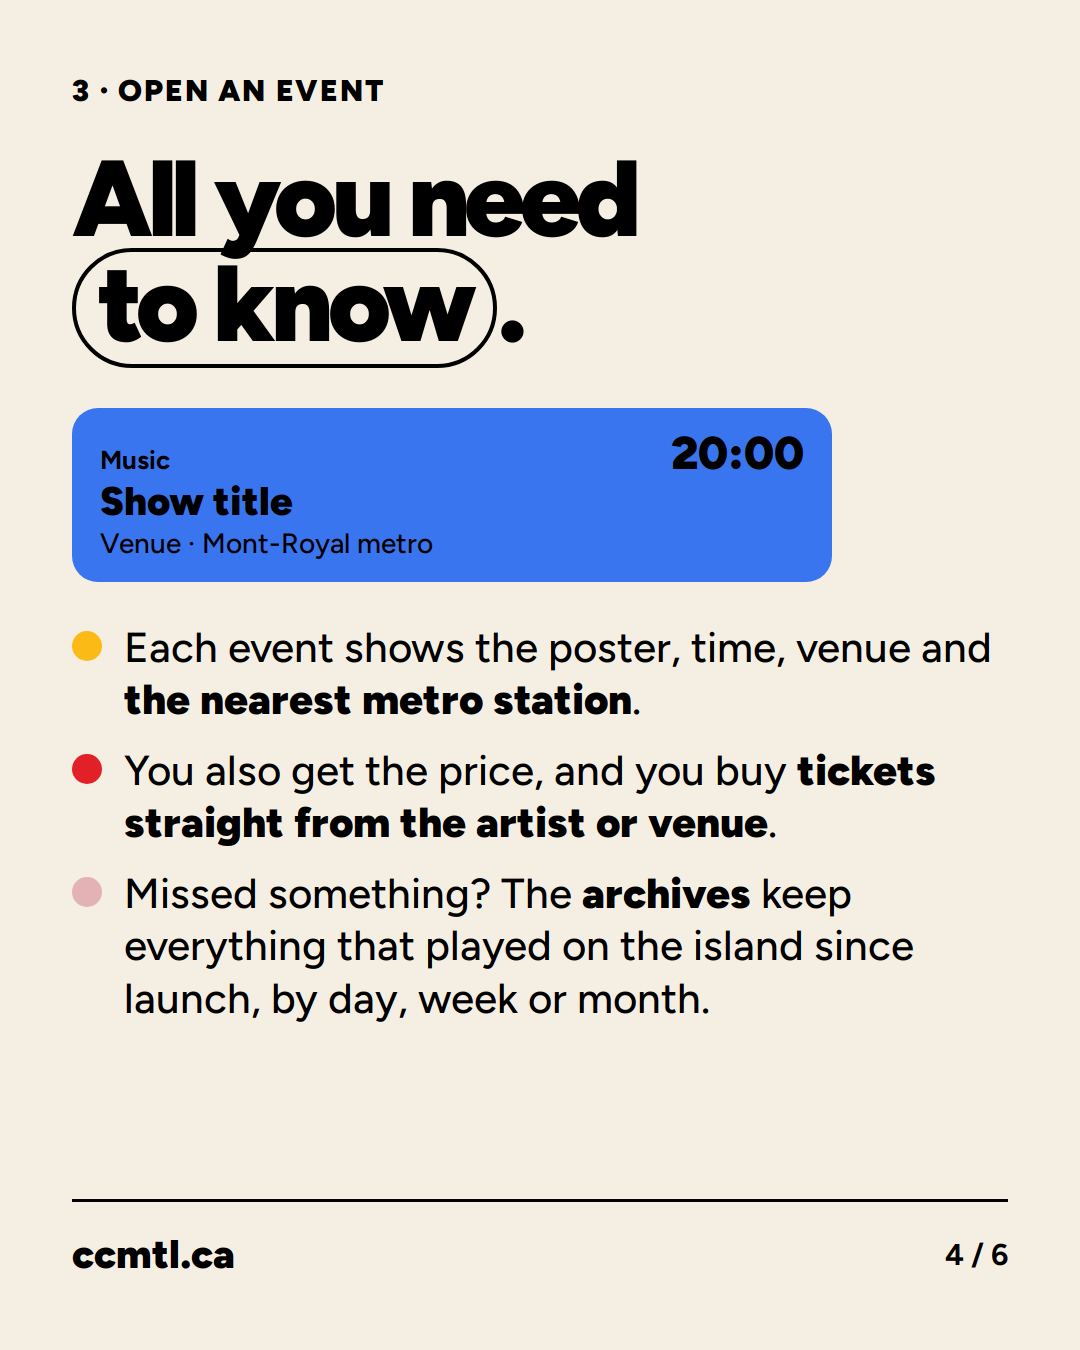 3 · OPEN AN EVENT
All you need
to know.
Music
20:00
Show title
Venue · Mont-Royal metro
Each event shows the poster, time, venue and
the nearest metro station.
You also get the price, and you buy tickets
straight from the artist or venue.
Missed something? The archives keep
everything that played on the island since
launch, by day, week or month.
ccmtl.ca
4 / 6